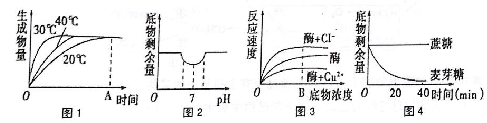 生成物量
30℃
40℃
20℃
O
A
时间
图1
底物剩余量
O
7
pH
图2
反应速度
酶+Cl⁻
酶
酶+Cu²⁺
O
B
底物浓度
图3
底物剩余量
蔗糖
麦芽糖
O
20
40
时间(min)
图4